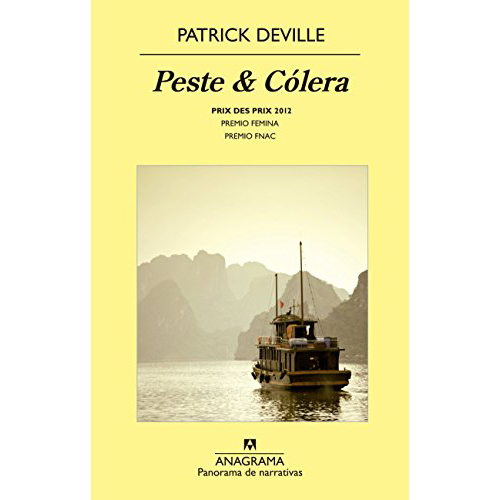 PATRICK DEVILLE
Peste & Cólera
PRIX DES PRIX 2012
PREMIO FEMINA
PREMIO FNAC
ANAGRAMA
Panorama de narrativas